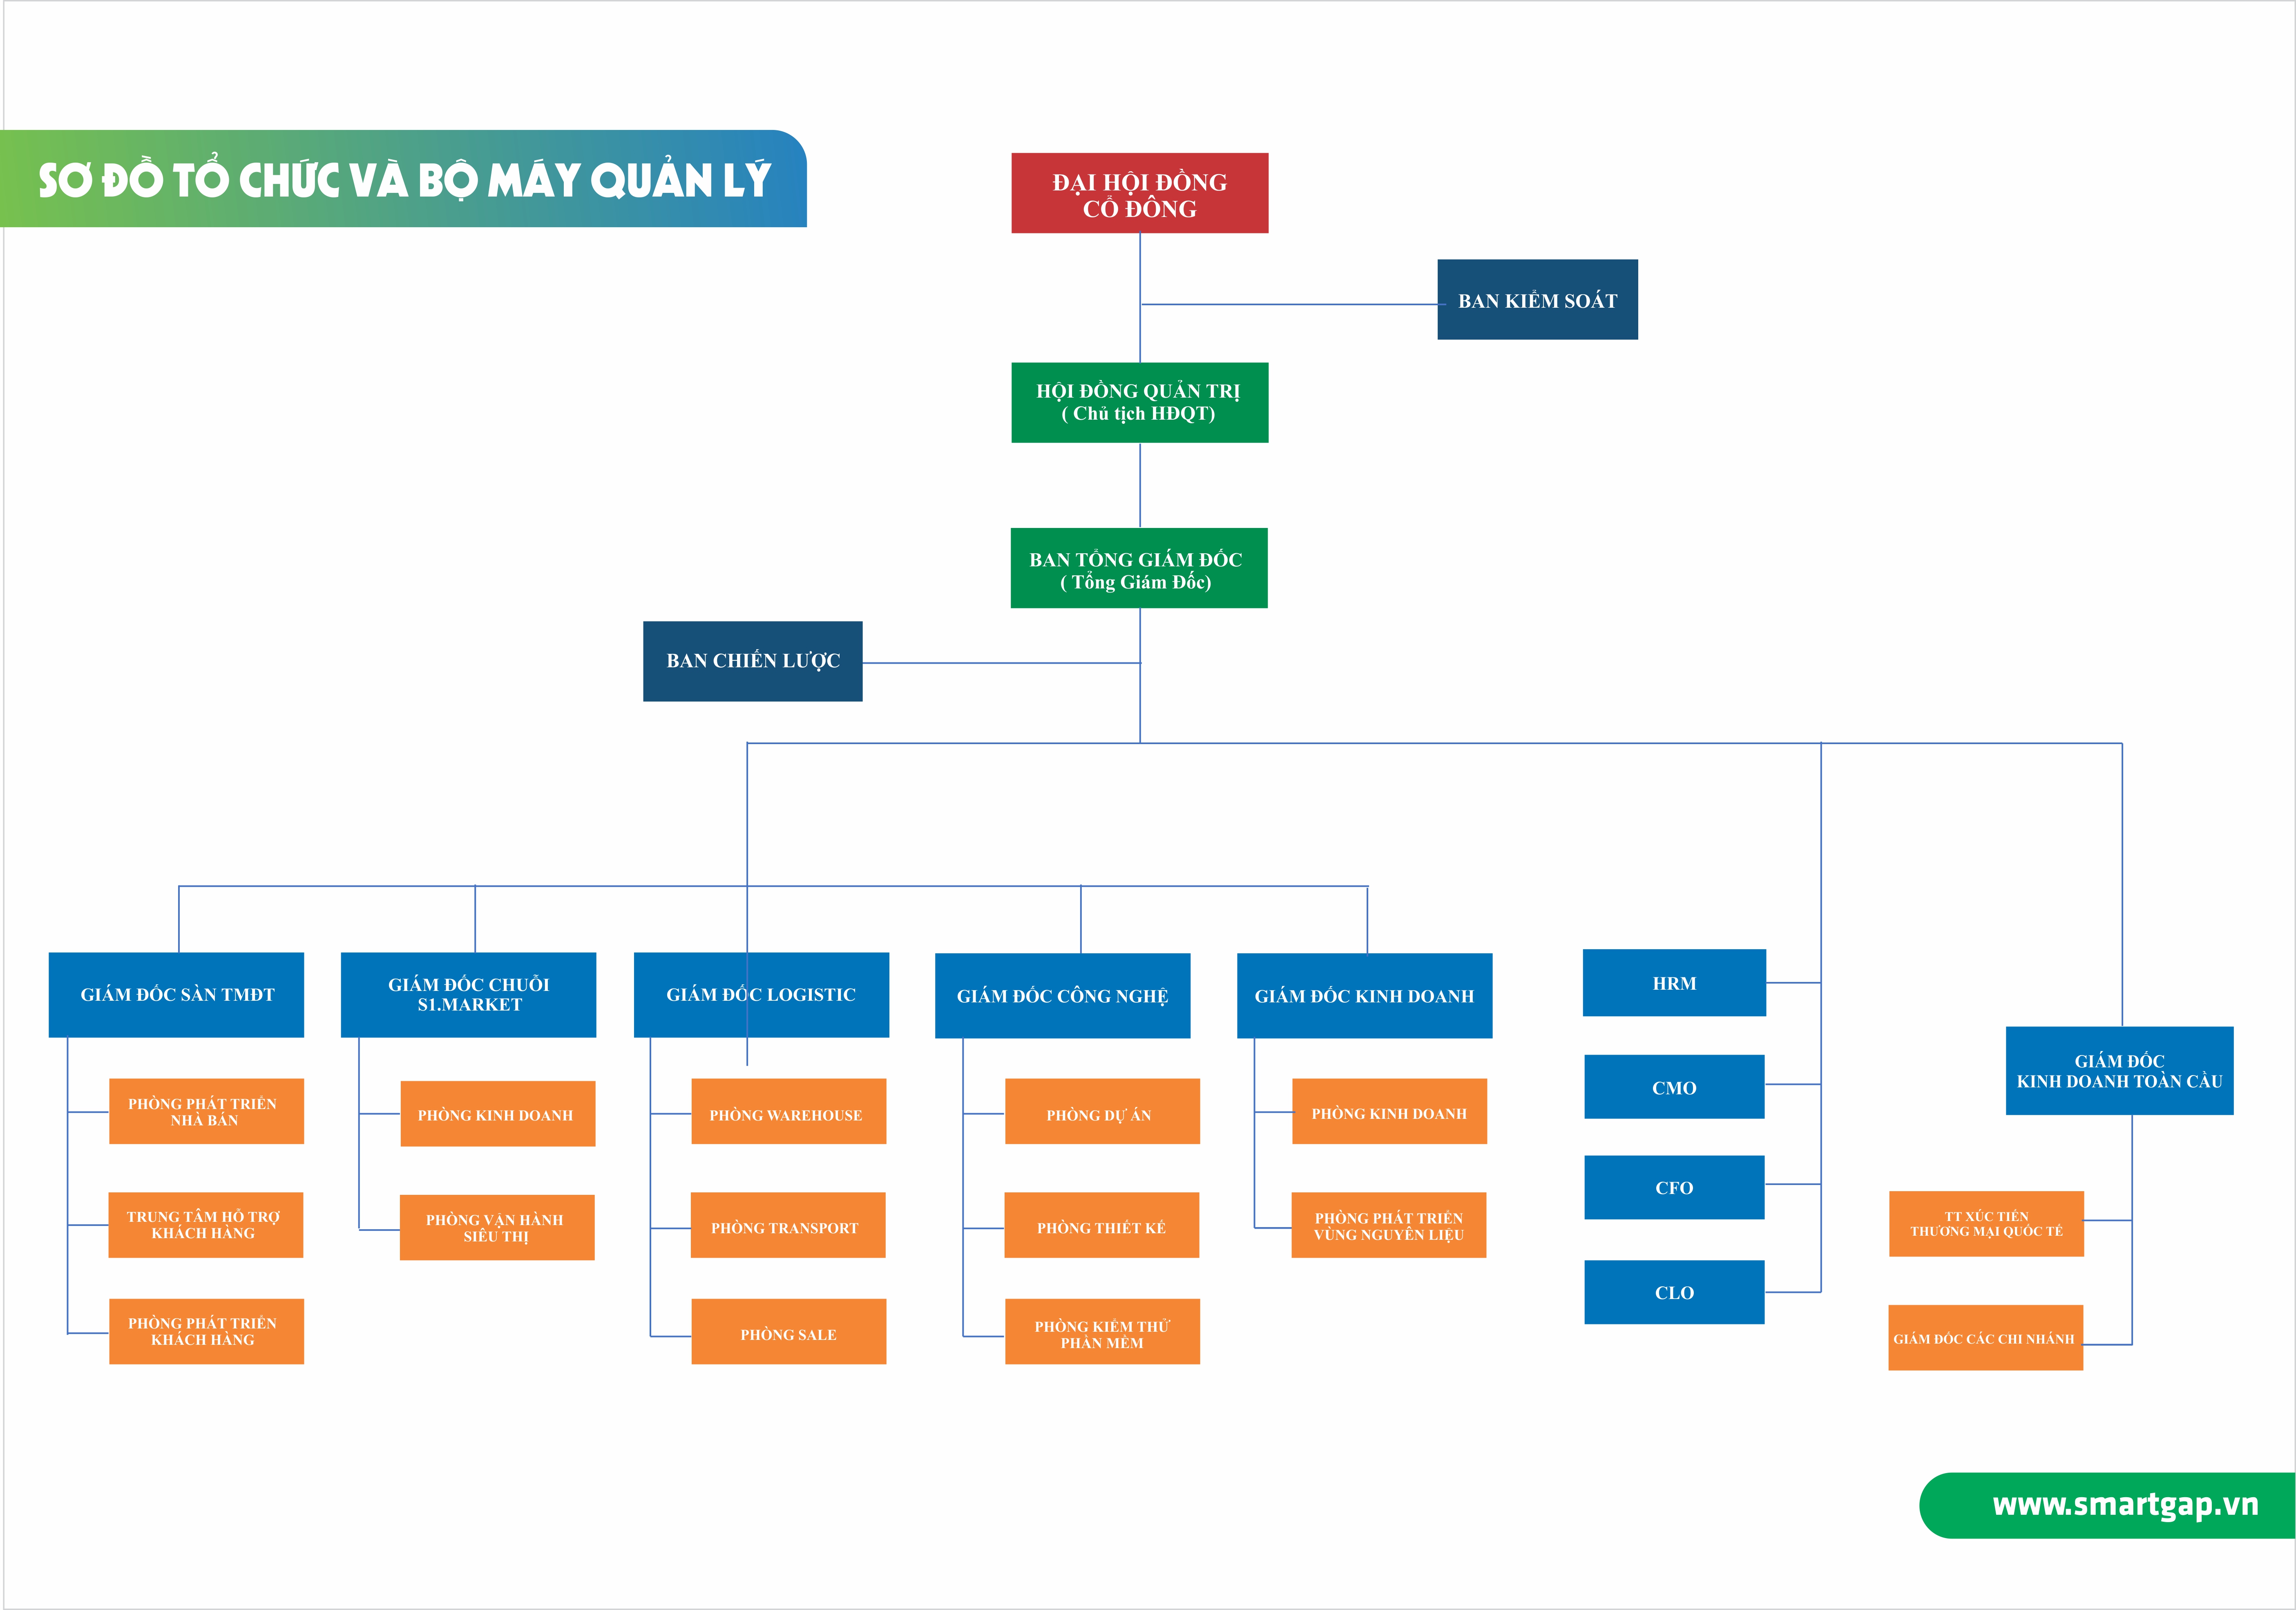 SƠ ĐỒ TỔ CHỨC VÀ BỘ MÁY QUẢN LÝ
ĐẠI HỘI ĐỒNG
CỔ ĐÔNG
BAN KIỂM SOÁT
HỘI ĐỒNG QUẢN TRỊ
( Chủ tịch HĐQT)
BAN TỔNG GIÁM ĐỐC
( Tổng Giám Đốc)
BAN CHIẾN LƯỢC
GIÁM ĐỐC SÀN TMĐT
PHÒNG PHÁT TRIỂN
NHÀ BÁN
TRUNG TÂM HỖ TRỢ
KHÁCH HÀNG
PHÒNG PHÁT TRIỂN
KHÁCH HÀNG
GIÁM ĐỐC CHUỖI
S1.MARKET
PHÒNG KINH DOANH
PHÒNG VẬN HÀNH
SIÊU THỊ
GIÁM ĐỐC LOGISTIC
PHÒNG WAREHOUSE
PHÒNG TRANSPORT
PHÒNG SALE
GIÁM ĐỐC CÔNG NGHỆ
PHÒNG DỰ ÁN
PHÒNG THIẾT KẾ
PHÒNG KIỂM THỬ
PHẦN MỀM
GIÁM ĐỐC KINH DOANH
PHÒNG KINH DOANH
PHÒNG PHÁT TRIỂN
VÙNG NGUYÊN LIỆU
HRM
CMO
CFO
CLO
GIÁM ĐỐC
KINH DOANH TOÀN CẦU
TT XÚC TIẾN
THƯƠNG MẠI QUỐC TẾ
GIÁM ĐỐC CÁC CHI NHÁNH
www.smartgap.vn